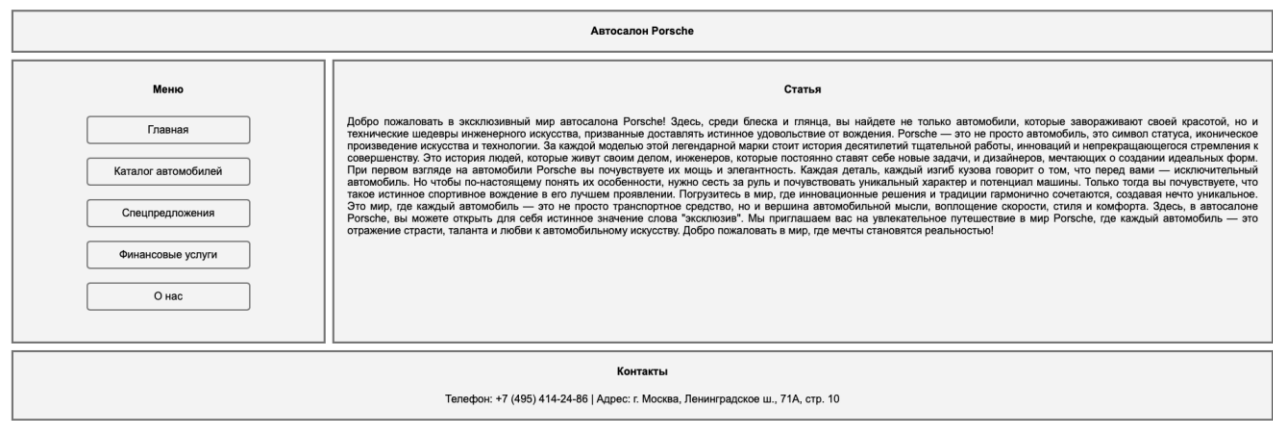 Автосалон Porsche
Меню
Главная
Каталог автомобилей
Спецпредложения
Финансовые услуги
О нас
Статья
Добро пожаловать в эксклюзивный мир автосалона Porsche! Здесь, среди блеска и глянца, вы найдете не только автомобили, которые завораживают своей красотой, но и
технические шедевры инженерного искусства, призванные доставлять истинное удовольствие от вождения. Porsche — это не просто автомобиль, это символ статуса, иконическое
произведение искусства и технологии. За каждой моделью этой легендарной марки стоит история десятилетий тщательной работы, инноваций и непрекращающегося стремления к
совершенству. Это история людей, которые живут своим делом, инженеров, которые постоянно ставят себе новые задачи, и дизайнеров, мечтающих о создании идеальных форм.
При первом взгляде на автомобили Porsche вы почувствуете их мощь и элегантность. Каждая деталь, каждый изгиб кузова говорит о том, что перед вами — исключительный
автомобиль. Но чтобы по-настоящему понять их особенности, нужно сесть за руль и почувствовать уникальный характер и потенциал машины. Только тогда вы почувствуете, что
такое истинное спортивное вождение в его лучшем проявлении. Погрузитесь в мир, где инновационные решения и традиции гармонично сочетаются, создавая нечто уникальное.
Это мир, где каждый автомобиль — это не просто транспортное средство, но и вершина автомобильной мысли, воплощение скорости, стиля и комфорта. Здесь, в автосалоне
Porsche, вы можете открыть для себя истинное значение слова "эксклюзив". Мы приглашаем вас на увлекательное путешествие в мир Porsche, где каждый автомобиль — это
отражение страсти, таланта и любви к автомобильному искусству. Добро пожаловать в мир, где мечты становятся реальностью!
Контакты
Телефон: +7 (495) 414-24-86 | Адрес: г. Москва, Ленинградское ш., 71А, стр. 10